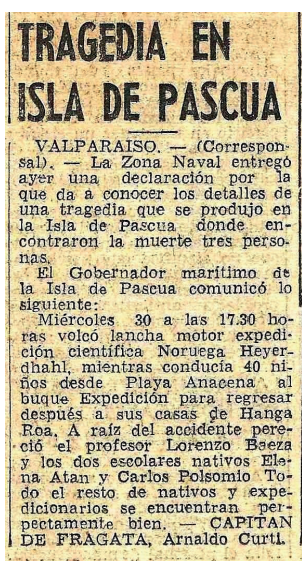 TRAGEDIA EN
ISLA DE PASCUA
VALPARAISO. — (Correspon-
sal). — La Zona Naval entregó
ayer una declaración por la
que da a conocer los detalles de
una tragedia que se produjo en
la Isla de Pascua donde en-
contraron la muerte tres perso-
nas.
El Gobernador marítimo de
la Isla de Pascua comunicó lo
siguiente:
Miércoles 30 a las 17.30 ho-
ras volcó lancha motor expedi-
ción científica Noruega Heyer-
dhahl, mientras conducía 40 ni-
ños desde Playa Anacena al
buque Expedición para regresar
después a sus casas de Hanga
Roa. A raíz del accidente pere-
ció el profesor Lorenzo Baeza
y los dos escolares nativos Ele-
na Atan y Carlos Polsomio To-
do el resto de nativos y expe-
dicionarios se encuentran per-
pectamente bien. — CAPITAN
DE FRAGATA, Arnaldo Curti.